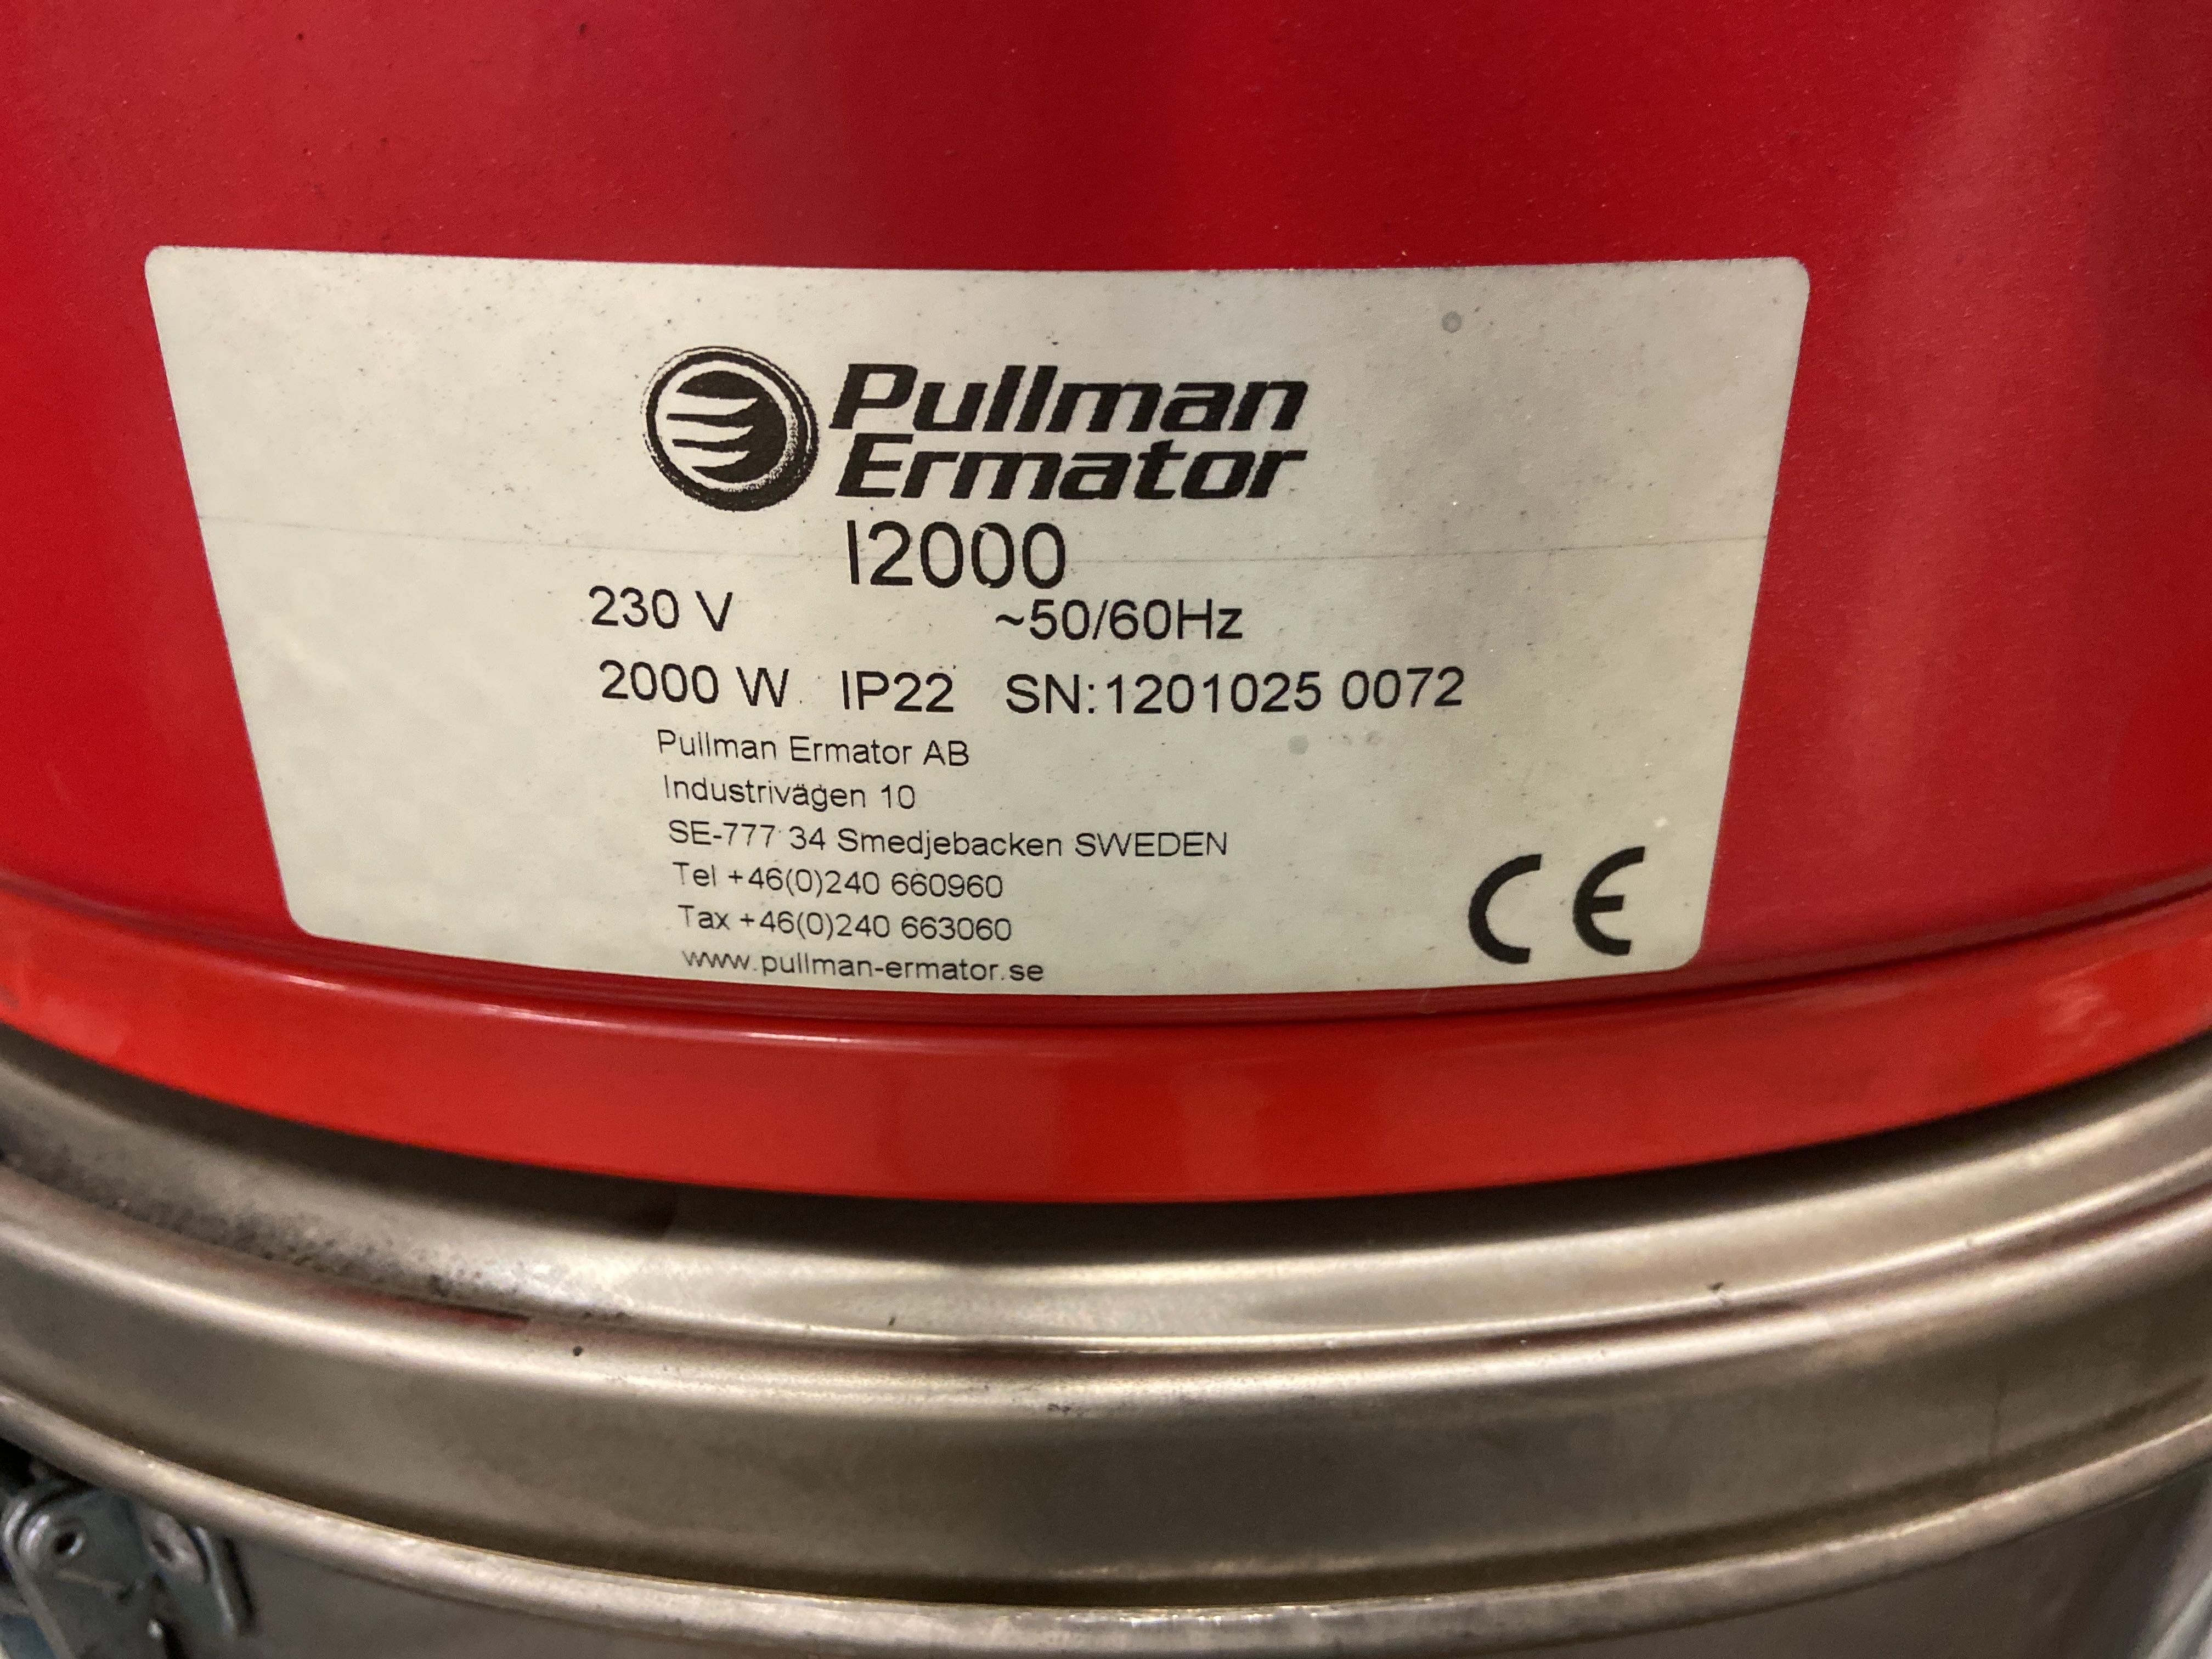 Pullman
Ermator
I2000
230 V ~50/60Hz
2000 W IP22 SN:1201025 0072
Pullman Ermator AB
Industrivägen 10
SE-777 34 Smedjebacken SWEDEN
Tel +46(0)240 660960
Tax +46(0)240 663060
www.pullman-ermator.se
CE